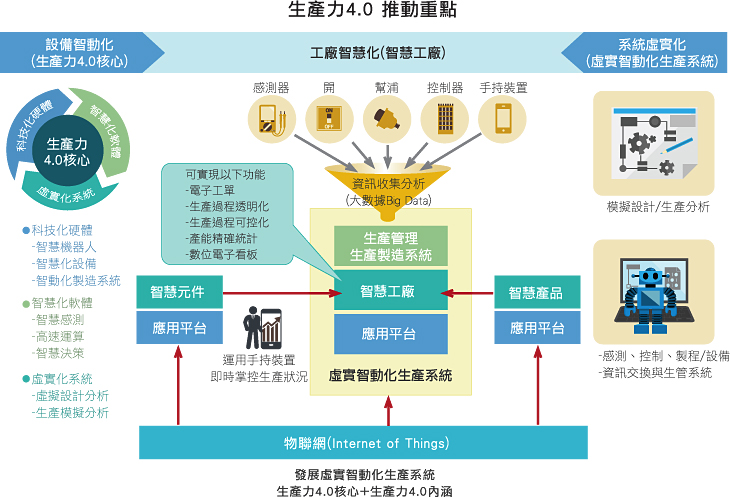 生產力4.0 推動重點
設備智動化
(生產力4.0核心)
工廠智慧化(智慧工廠)
系統虛實化
(虛實智動化生產系統)
科技化硬體
智慧化軟體
虛實化系統
生產力
4.0核心
感測器
開
幫浦
控制器
手持裝置
ON
OFF
資訊收集分析
(大數據Bg Data)
可實現以下功能
-電子工單
-生產過程透明化
-生產過程可控化
-產能精確統計
-數位電子看板
生產管理
生產製造系統
智慧工廠
應用平台
虛實智動化生產系統
智慧元件
應用平台
智慧產品
應用平台
運用手持裝置
即時掌控生產狀況
●科技化硬體
-智慧機器人
-智慧化設備
-智動化製造系統
●智慧化軟體
-智慧感測
-高速運算
-智慧決策
●虛實化系統
-虛擬設計分析
-生產模擬分析
模擬設計/生產分析
-感測、控制、製程/設備
-資訊交換與生管系統
物聯網(Internet of Things)
發展虛實智動化生產系統
生產力4.0核心+生產力4.0內涵